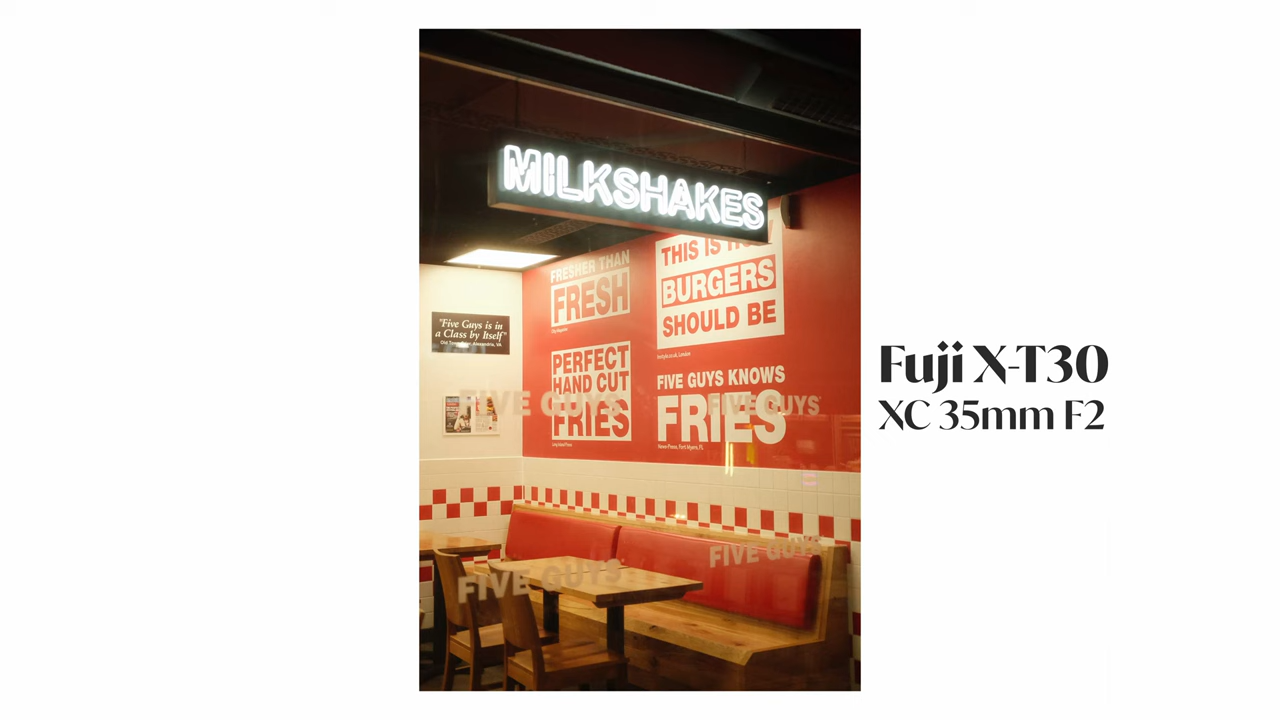 MILKSHAKES
FRESHER THAN
FRESH
THIS IS
BURGERS
SHOULD BE
"Five Guys is in
a Class by Itself"
PERFECT
HAND CUT
FRIES
FIVE GUYS KNOWS
FRIES
FIVE GUYS
FIVE GUYS
FIVE GUYS
FIVE GUYS
Fuji X-T30
XC 35mm F2